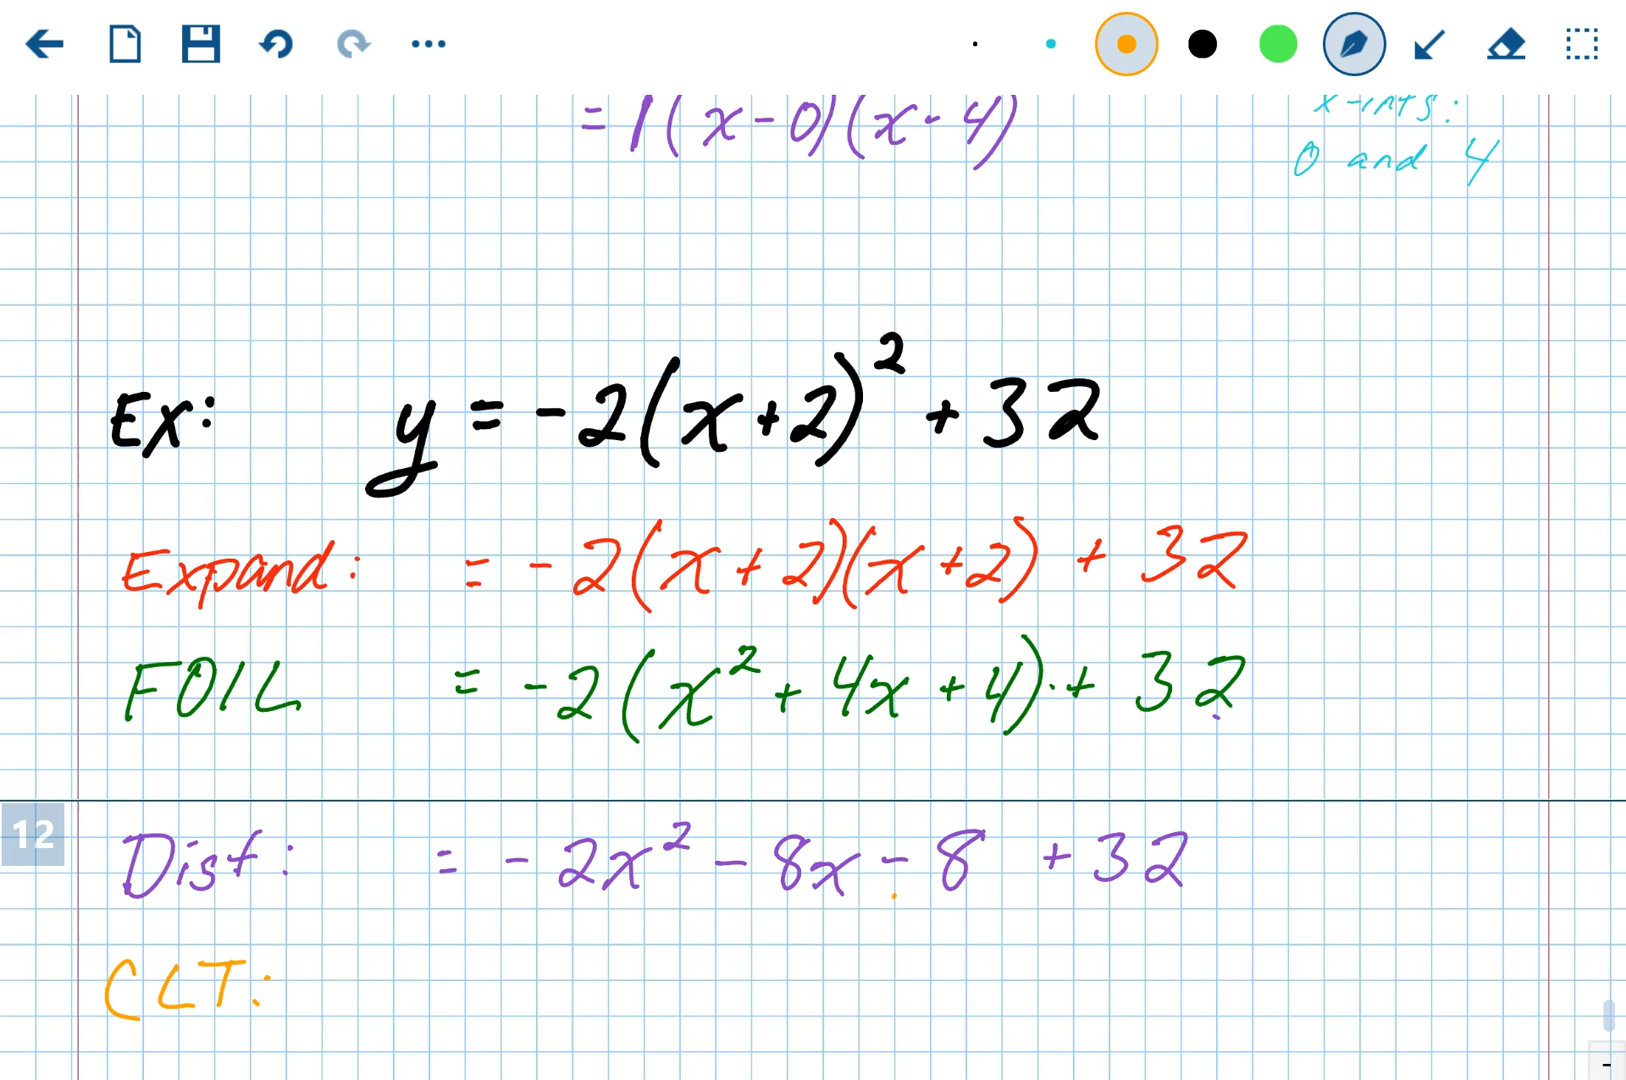 = 1(x-0)(x-4)
x-ints:
0 and 4
Ex: y = -2(x+2)² + 32
Expand: = -2(x+2)(x+2) + 32
FOIL = -2(x² + 4x + 4) + 32
12
Dist: = -2x² - 8x - 8 + 32
CLT: